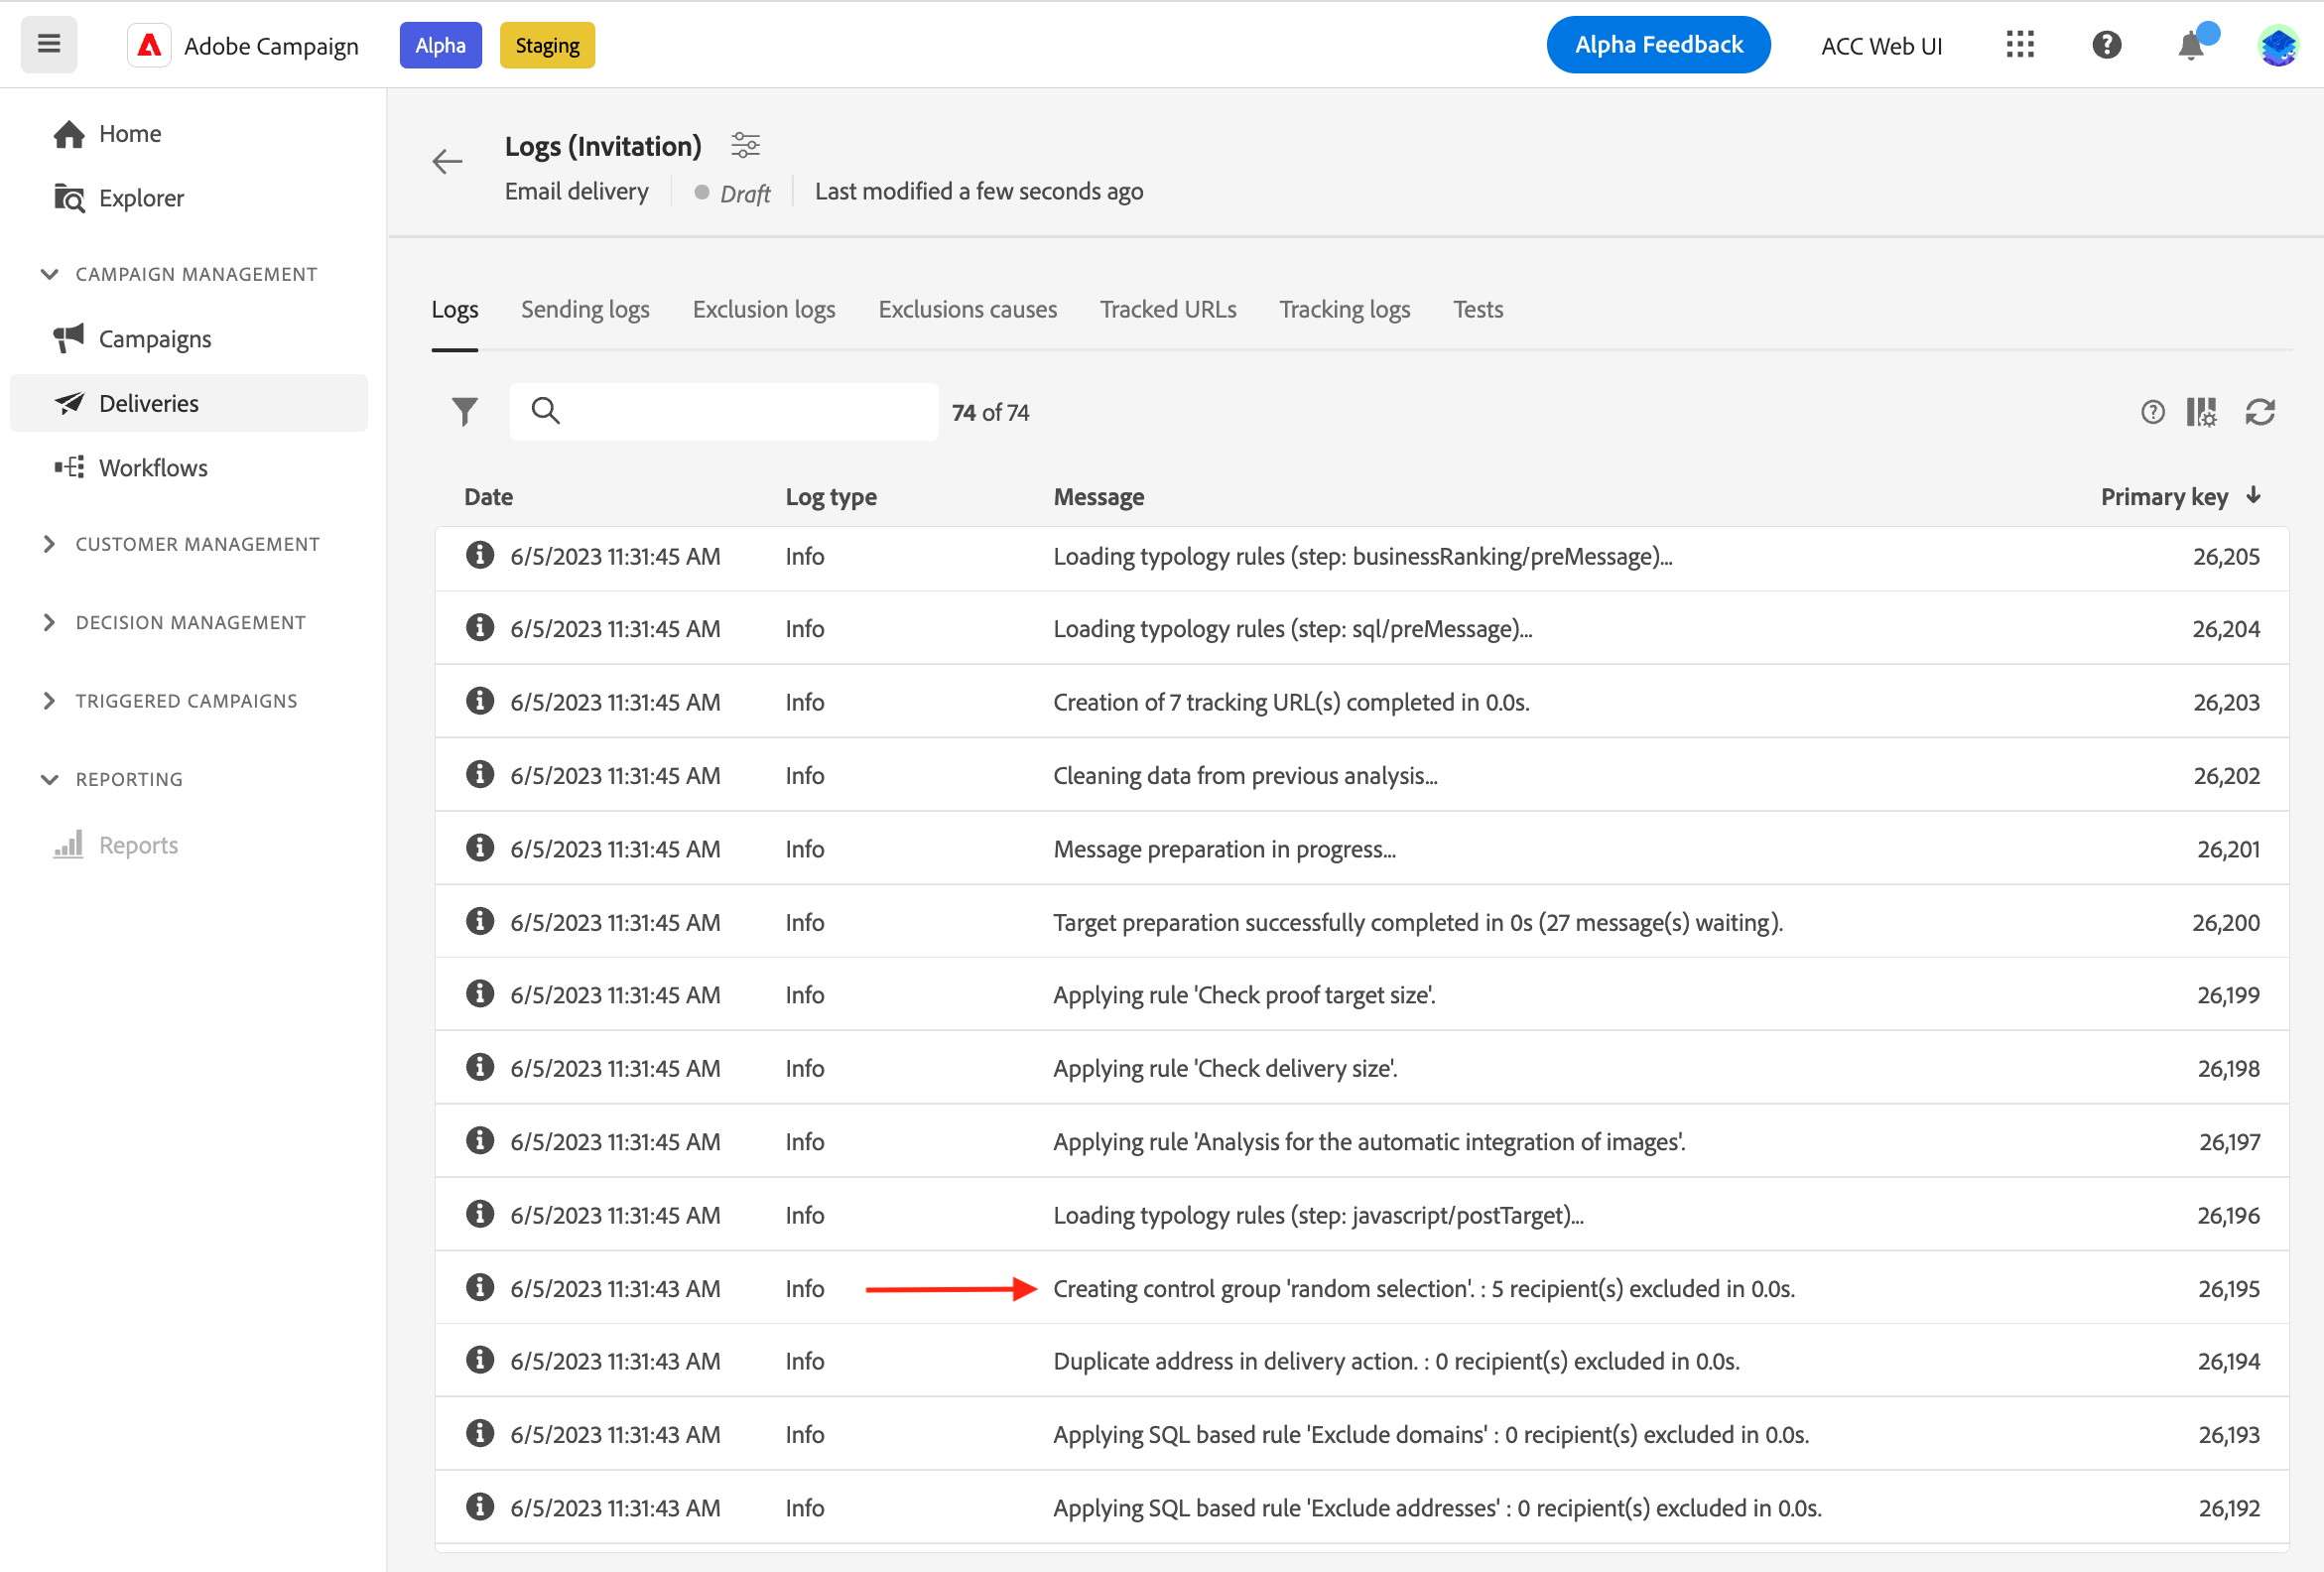 Adobe Campaign
Alpha
Staging
Alpha Feedback
ACC Web UI
Home
Explorer
CAMPAIGN MANAGEMENT
Campaigns
Deliveries
Workflows
CUSTOMER MANAGEMENT
DECISION MANAGEMENT
TRIGGERED CAMPAIGNS
REPORTING
Reports
Logs (Invitation)
Email delivery Draft Last modified a few seconds ago
Logs Sending logs Exclusion logs Exclusions causes Tracked URLs Tracking logs Tests
74 of 74
Date Log type Message Primary key
6/5/2023 11:31:45 AM Info Loading typology rules (step: businessRanking/preMessage)... 26,205
6/5/2023 11:31:45 AM Info Loading typology rules (step: sql/preMessage)... 26,204
6/5/2023 11:31:45 AM Info Creation of 7 tracking URL(s) completed in 0.0s. 26,203
6/5/2023 11:31:45 AM Info Cleaning data from previous analysis... 26,202
6/5/2023 11:31:45 AM Info Message preparation in progress... 26,201
6/5/2023 11:31:45 AM Info Target preparation successfully completed in 0s (27 message(s) waiting). 26,200
6/5/2023 11:31:45 AM Info Applying rule 'Check proof target size'. 26,199
6/5/2023 11:31:45 AM Info Applying rule 'Check delivery size'. 26,198
6/5/2023 11:31:45 AM Info Applying rule 'Analysis for the automatic integration of images'. 26,197
6/5/2023 11:31:45 AM Info Loading typology rules (step: javascript/postTarget)... 26,196
6/5/2023 11:31:43 AM Info Creating control group 'random selection'. : 5 recipient(s) excluded in 0.0s. 26,195
6/5/2023 11:31:43 AM Info Duplicate address in delivery action. : 0 recipient(s) excluded in 0.0s. 26,194
6/5/2023 11:31:43 AM Info Applying SQL based rule 'Exclude domains' : 0 recipient(s) excluded in 0.0s. 26,193
6/5/2023 11:31:43 AM Info Applying SQL based rule 'Exclude addresses' : 0 recipient(s) excluded in 0.0s. 26,192